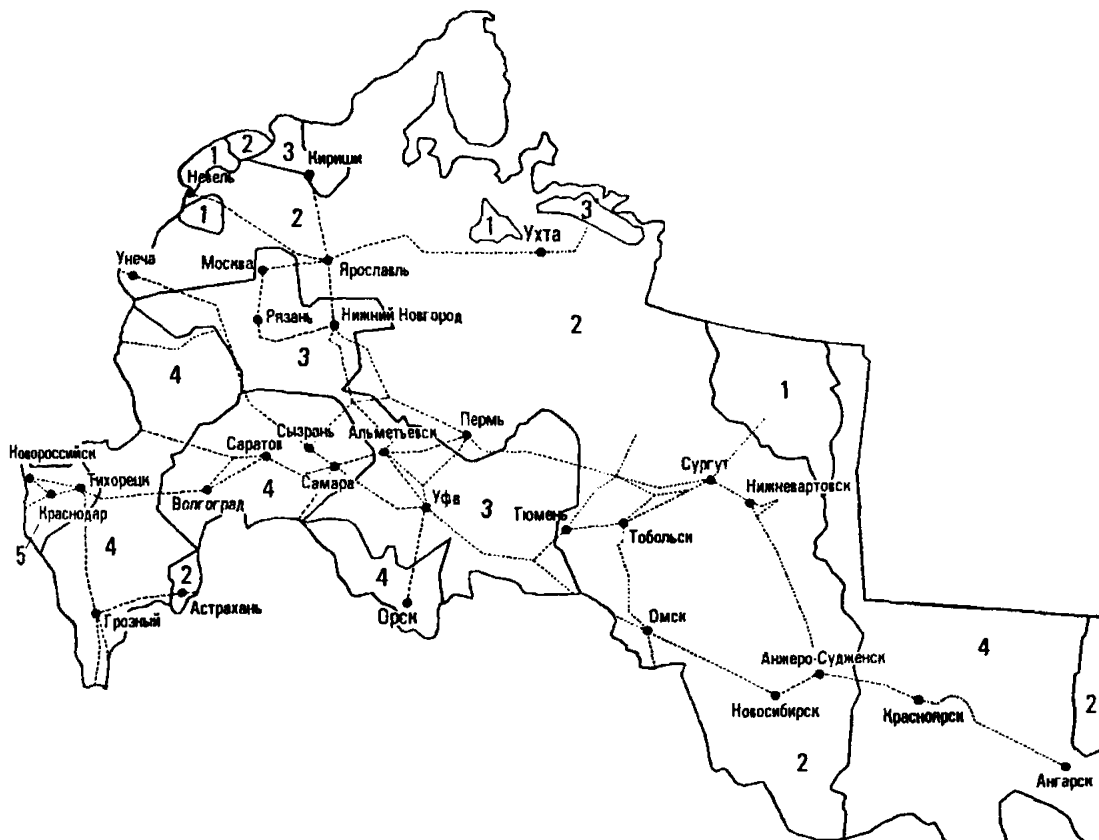 2
1
3
Кириши
Невель
1
2
1
3
Ухта
Унеча
Москва
Ярославль
Рязань
Нижний Новгород
2
3
4
1
Пермь
Сызрань
Альметьевск
Саратов
Новороссийск
Тихорецк
Самара
Сургут
Нижневартовск
4
Волгоград
Краснодар
Уфа
3
Тюмень
Тобольск
5
4
2
Астрахань
4
Грозный
Орск
Омск
Анжеро-Судженск
4
Новосибирск
Красноярск
2
2
Ангарск